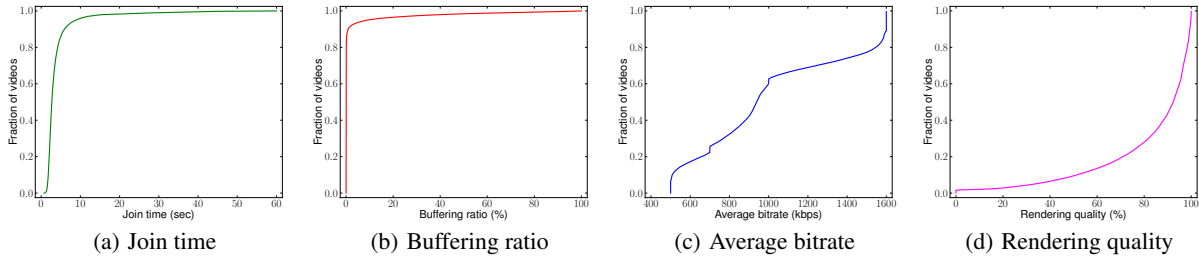 Fraction of videos
1.0
0.8
0.6
0.4
0.2
0.0
0 10 20 30 40 50 60
Join time (sec)
(a) Join time
Fraction of videos
1.0
0.8
0.6
0.4
0.2
0.0
0 20 40 60 80 100
Buffering ratio (%)
(b) Buffering ratio
Fraction of videos
1.0
0.8
0.6
0.4
0.2
0.0
400 600 800 1000 1200 1400 1600
Average bitrate (kbps)
(c) Average bitrate
Fraction of videos
1.0
0.8
0.6
0.4
0.2
0.0
0 20 40 60 80 100
Rendering quality (%)
(d) Rendering quality